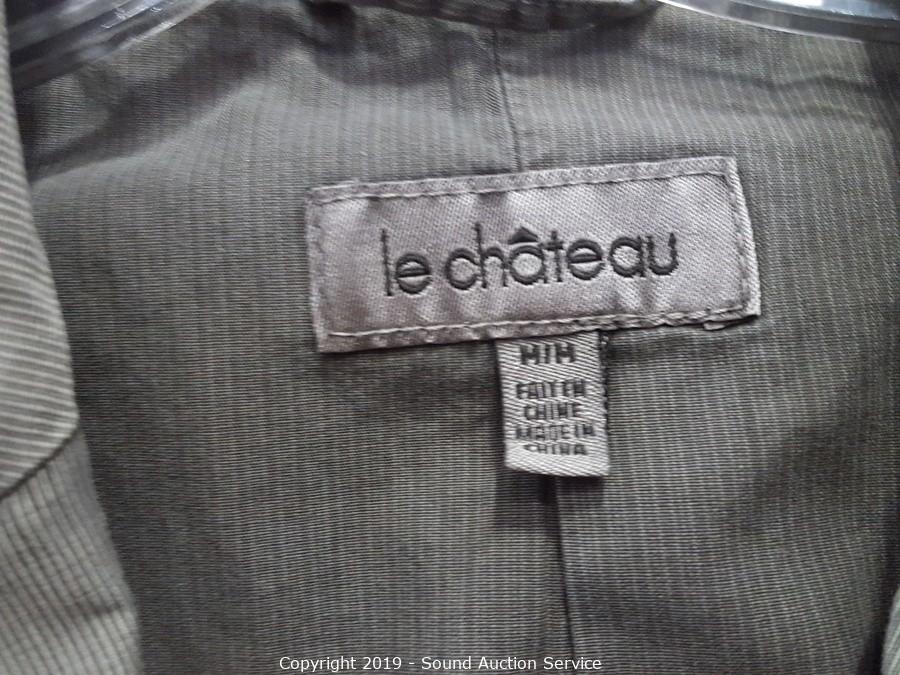 le château
M/M
FAIT EN
CHINE
MADE IN
CHINA
Copyright 2019 - Sound Auction Service